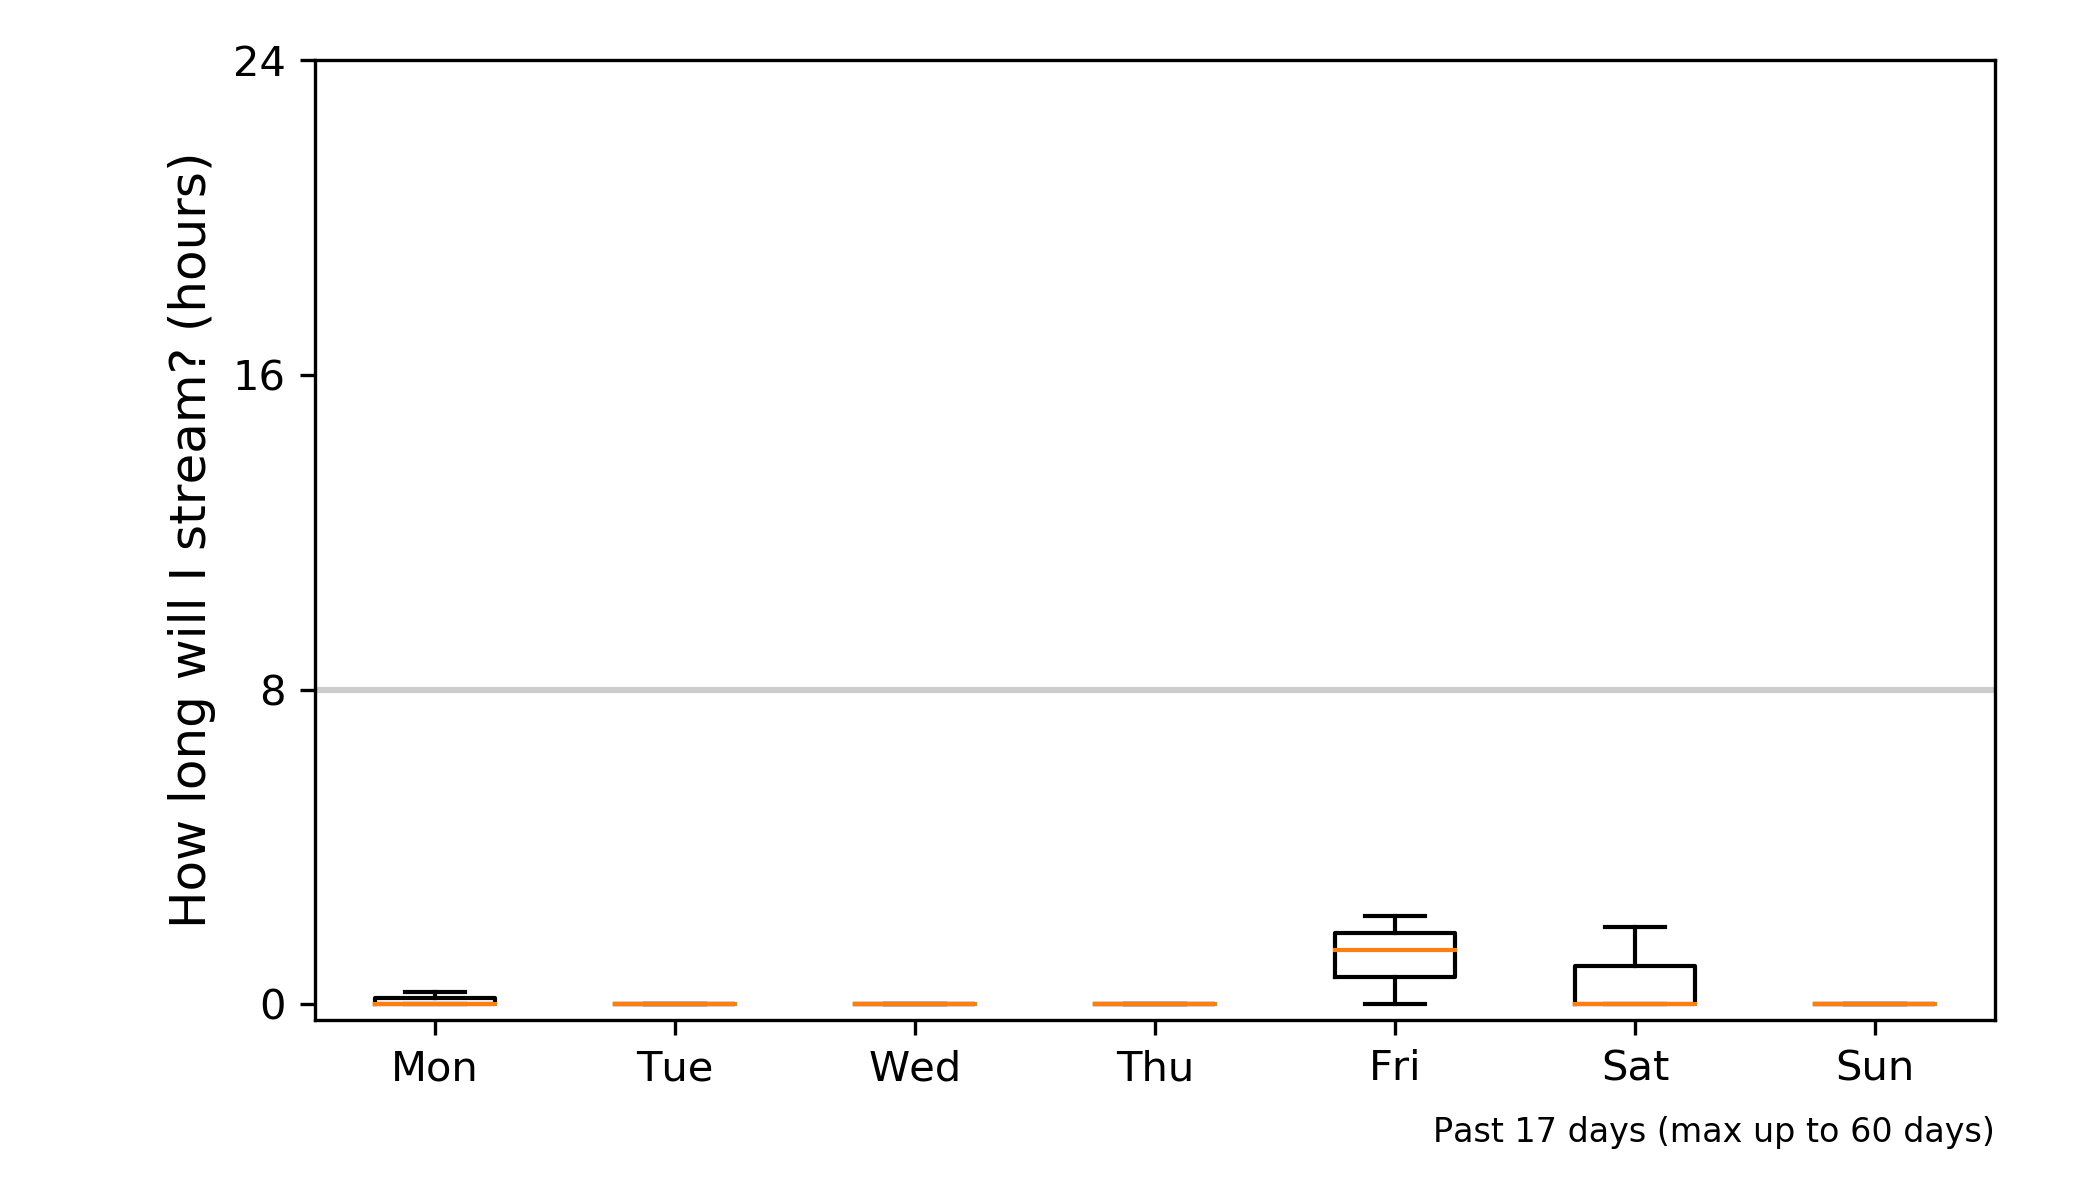 How long will I stream? (hours)
24
16
8
0
Mon Tue Wed Thu Fri Sat Sun
Past 17 days (max up to 60 days)